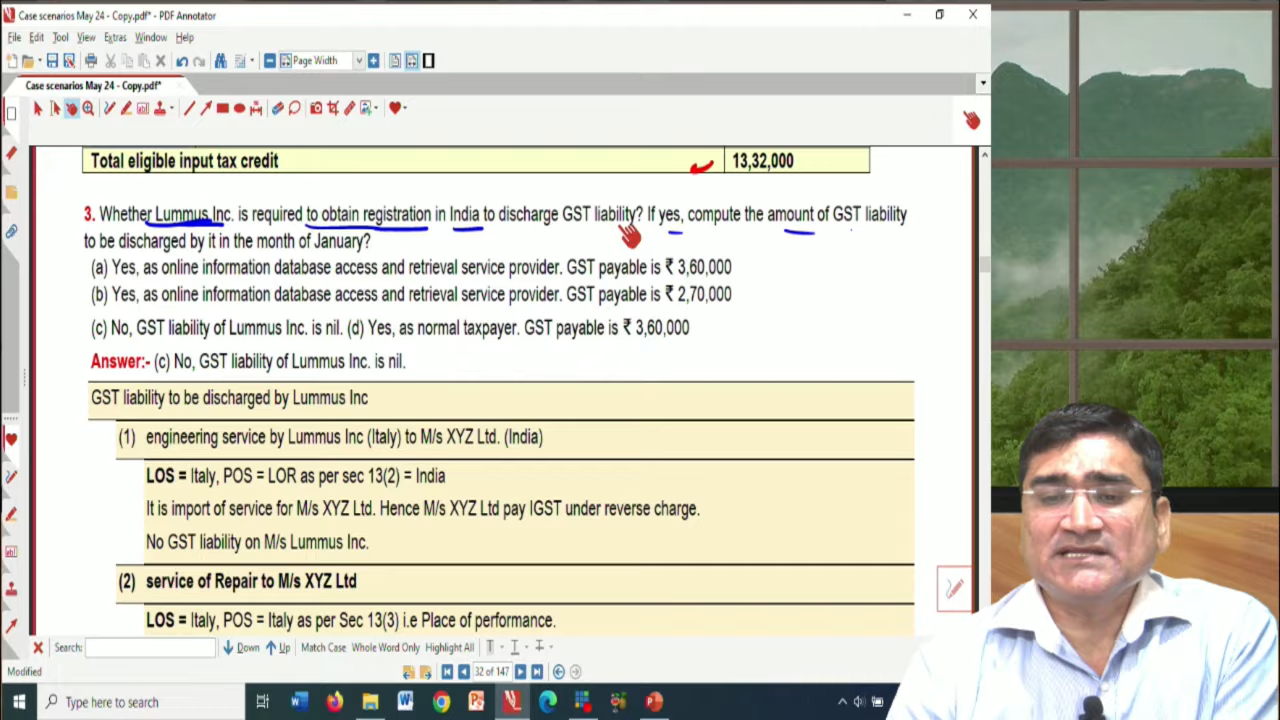 Case scenarios May 24 - Copy.pdf* - PDF Annotator
File Edit Tool View Extras Window Help
Page Width
Case scenarios May 24 - Copy.pdf*
Total eligible input tax credit 13,32,000
3. Whether Lummus Inc. is required to obtain registration in India to discharge GST liability? If yes, compute the amount of GST liability
to be discharged by it in the month of January?
(a) Yes, as online information database access and retrieval service provider. GST payable is ₹ 3,60,000
(b) Yes, as online information database access and retrieval service provider. GST payable is ₹ 2,70,000
(c) No, GST liability of Lummus Inc. is nil. (d) Yes, as normal taxpayer. GST payable is ₹ 3,60,000
Answer:- (c) No, GST liability of Lummus Inc. is nil.
GST liability to be discharged by Lummus Inc
(1) engineering service by Lummus Inc (Italy) to M/s XYZ Ltd. (India)
LOS = Italy, POS = LOR as per sec 13(2) = India
It is import of service for M/s XYZ Ltd. Hence M/s XYZ Ltd pay IGST under reverse charge.
No GST liability on M/s Lummus Inc.
(2) service of Repair to M/s XYZ Ltd
LOS = Italy, POS = Italy as per Sec 13(3) i.e Place of performance.
Search: Down Up Match Case Whole Word Only Highlight All
Modified 32 of 147
Type here to search